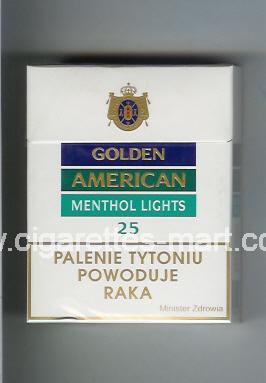 GOLDEN
AMERICAN
MENTHOL LIGHTS
25
www.cigarettes-mart.com
PALENIE TYTONIU
POWODUJE
RAKA
Minister Zdrowia